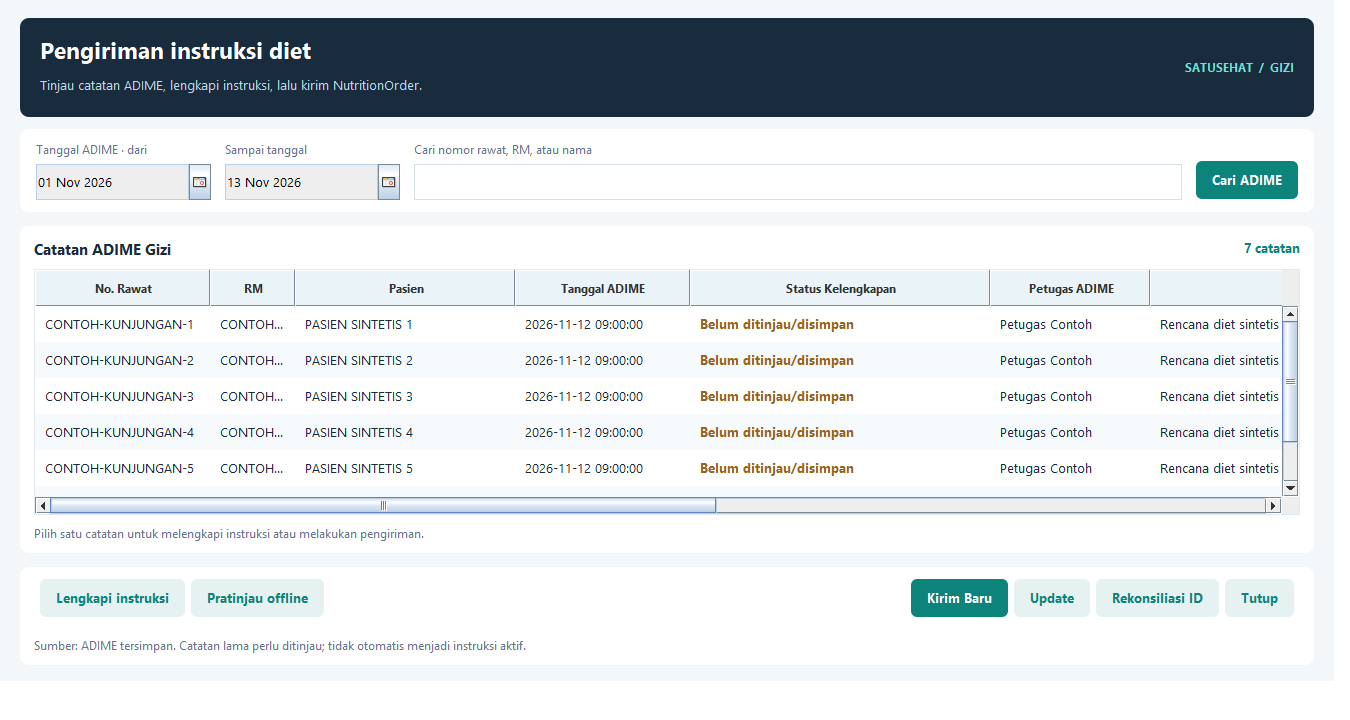 Pengiriman instruksi diet
Tinjau catatan ADIME, lengkapi instruksi, lalu kirim NutritionOrder.
SATUSEHAT / GIZI
Tanggal ADIME · dari
Sampai tanggal
Cari nomor rawat, RM, atau nama
01 Nov 2026
13 Nov 2026
Cari ADIME
Catatan ADIME Gizi
7 catatan
No. Rawat RM Pasien Tanggal ADIME Status Kelengkapan Petugas ADIME
CONTOH-KUNJUNGAN-1 CONTOH... PASIEN SINTETIS 1 2026-11-12 09:00:00 Belum ditinjau/disimpan Petugas Contoh Rencana diet sintetis
CONTOH-KUNJUNGAN-2 CONTOH... PASIEN SINTETIS 2 2026-11-12 09:00:00 Belum ditinjau/disimpan Petugas Contoh Rencana diet sintetis
CONTOH-KUNJUNGAN-3 CONTOH... PASIEN SINTETIS 3 2026-11-12 09:00:00 Belum ditinjau/disimpan Petugas Contoh Rencana diet sintetis
CONTOH-KUNJUNGAN-4 CONTOH... PASIEN SINTETIS 4 2026-11-12 09:00:00 Belum ditinjau/disimpan Petugas Contoh Rencana diet sintetis
CONTOH-KUNJUNGAN-5 CONTOH... PASIEN SINTETIS 5 2026-11-12 09:00:00 Belum ditinjau/disimpan Petugas Contoh Rencana diet sintetis
Pilih satu catatan untuk melengkapi instruksi atau melakukan pengiriman.
Lengkapi instruksi
Pratinjau offline
Kirim Baru
Update
Rekonsiliasi ID
Tutup
Sumber: ADIME tersimpan. Catatan lama perlu ditinjau; tidak otomatis menjadi instruksi aktif.